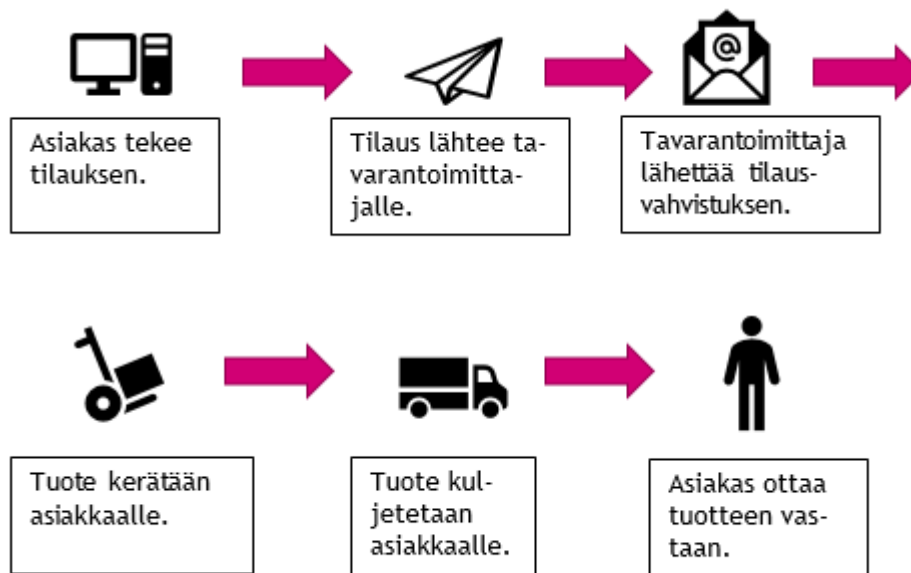 @
Asiakas tekee
tilauksen.
Tilaus lähtee ta-
varantoimitta-
jalle.
Tavarantoimittaja
lähettää tilaus-
vahvistuksen.
Tuote kerätään
asiakkaalle.
Tuote kul-
jetetaan
asiakkaalle.
Asiakas ottaa
tuotteen vas-
taan.